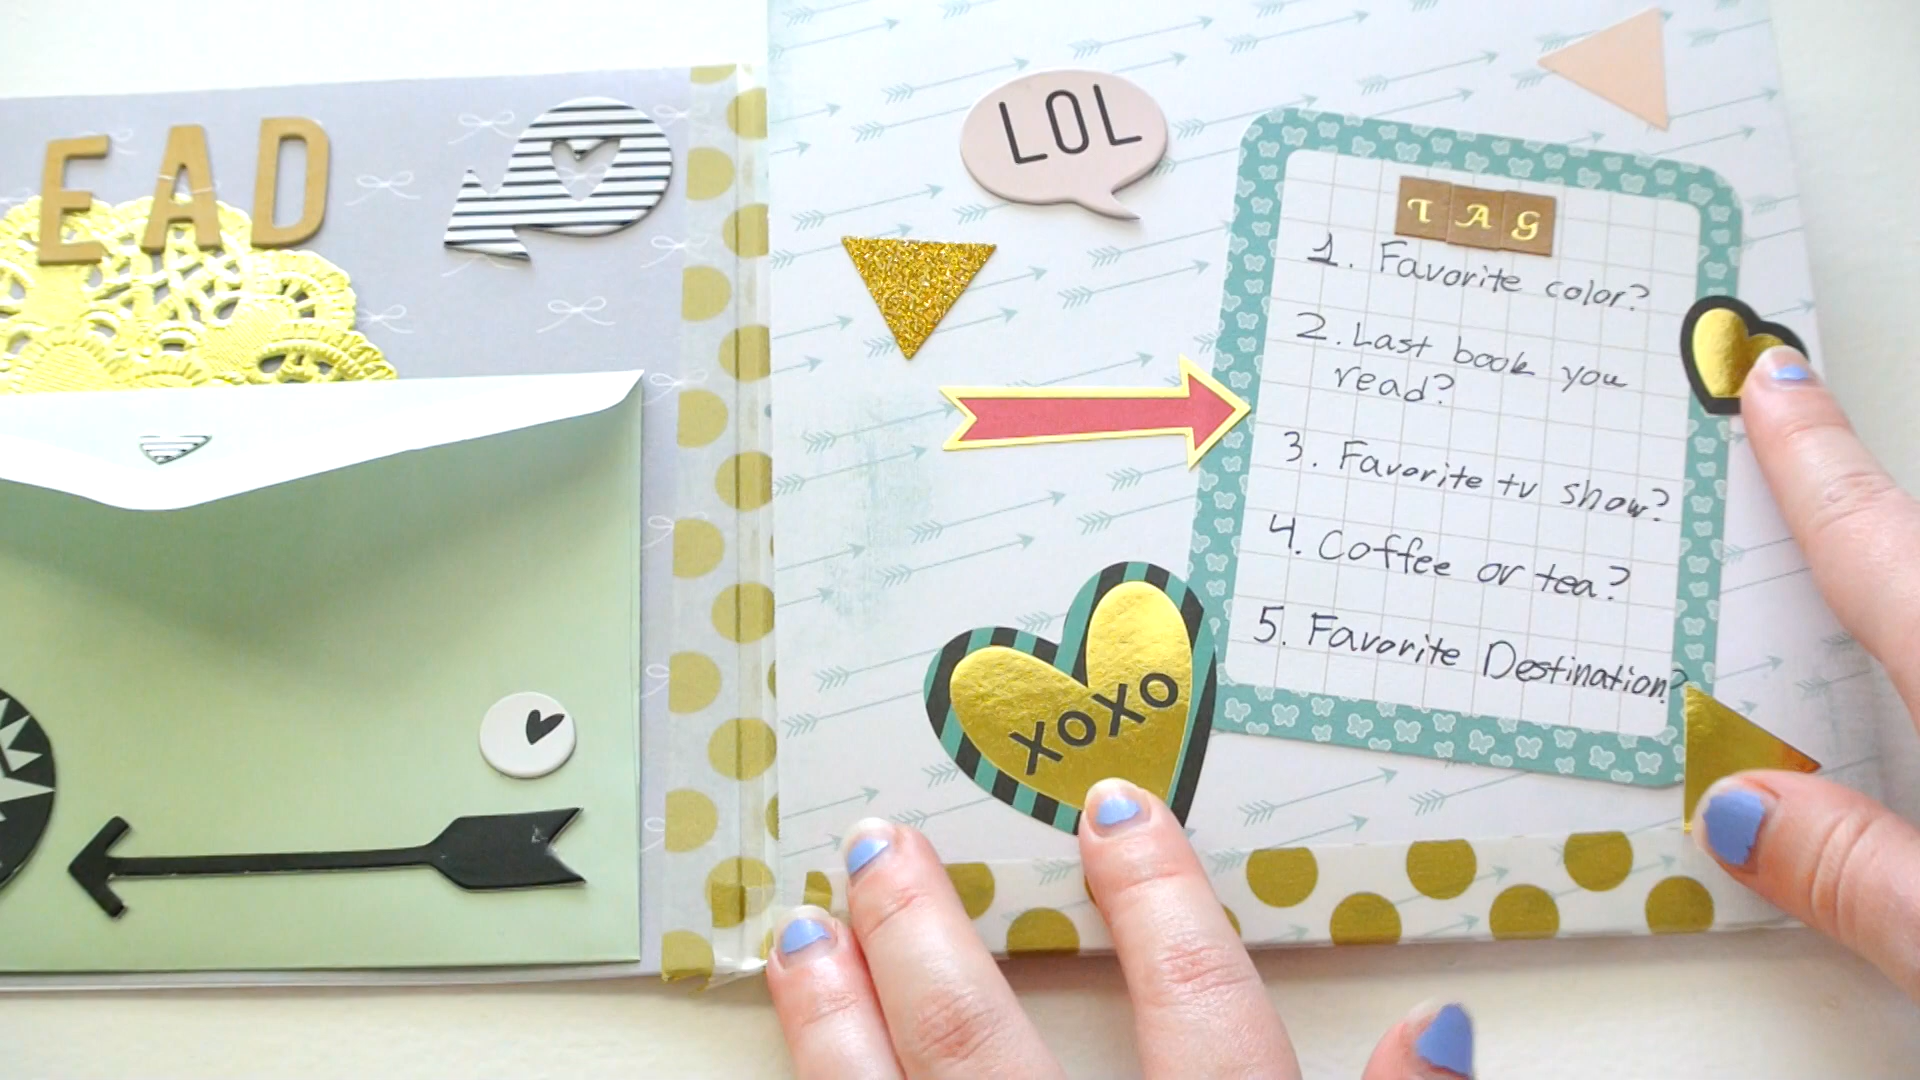 EAD
LOL
TAG
1. Favorite color?
2. Last book you
read?
3. Favorite tv show?
4. Coffee or tea?
5. Favorite Destination?
XOXO